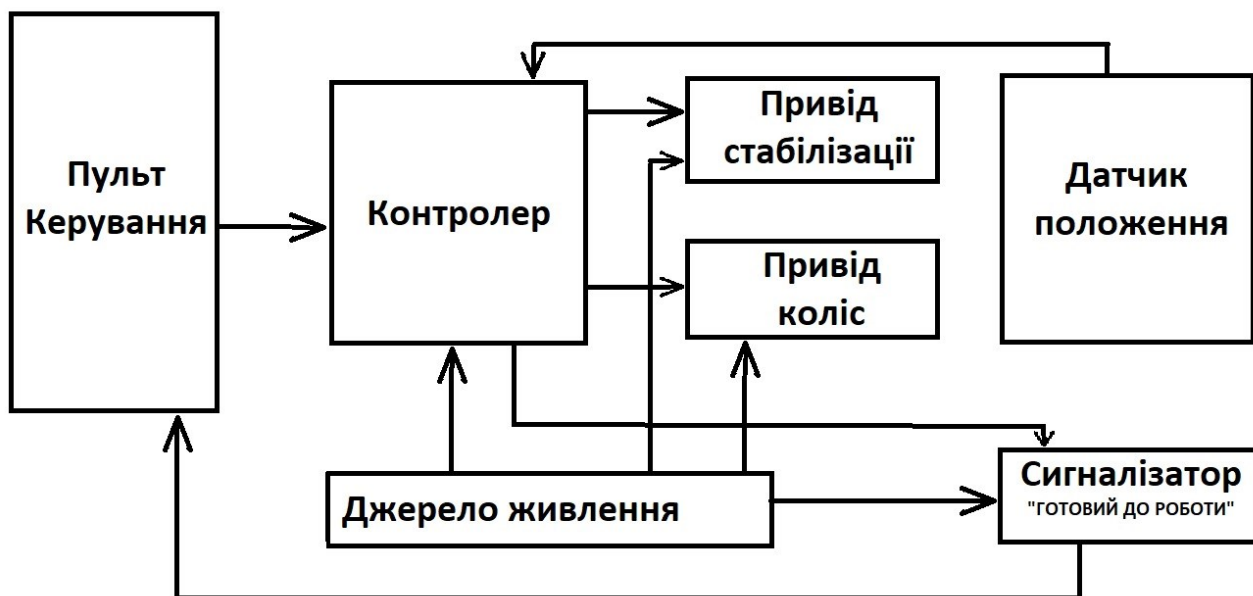 Пульт
Керування
Контролер
Привід
стабілізації
Привід
коліс
Датчик
положення
Джерело живлення
Сигналізатор
"ГОТОВИЙ ДО РОБОТИ"